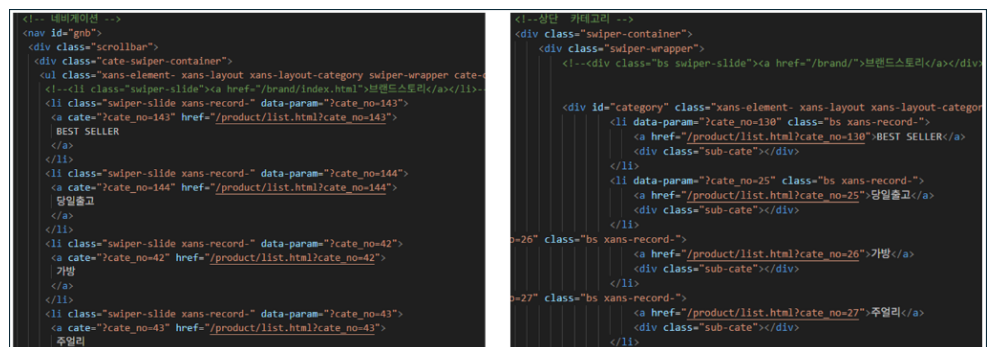 <!-- 네비게이션 -->
<nav id="gnb">
<div class="scrollbar">
<div class="cate-swiper-container">
<ul class="xans-element- xans-layout xans-layout-category swiper-wrapper cate-
<!--<li class="swiper-slide"><a href="/brand/index.html">브랜드스토리</a></li>-
<li class="swiper-slide xans-record-" data-param="?cate_no=143">
<a cate="?cate_no=143" href="/product/list.html?cate_no=143">
BEST SELLER
</a>
</li>
<li class="swiper-slide xans-record-" data-param="?cate_no=144">
<a cate="?cate_no=144" href="/product/list.html?cate_no=144">
당일출고
</a>
</li>
<li class="swiper-slide xans-record-" data-param="?cate_no=42">
<a cate="?cate_no=42" href="/product/list.html?cate_no=42">
가방
</a>
</li>
<li class="swiper-slide xans-record-" data-param="?cate_no=43">
<a cate="?cate_no=43" href="/product/list.html?cate_no=43">
주얼리
<!--상단 카테고리 -->
<div class="swiper-container">
<div class="swiper-wrapper">
<!--<div class="bs swiper-slide"><a href="/brand/">브랜드스토리</a></div>
<div id="category" class="xans-element- xans-layout xans-layout-categor
<li data-param="?cate_no=130" class="bs xans-record-">
<a href="/product/list.html?cate_no=130">BEST SELLER</a>
<div class="sub-cate"></div>
</li>
<li data-param="?cate_no=25" class="bs xans-record-">
<a href="/product/list.html?cate_no=25">당일출고</a>
<div class="sub-cate"></div>
</li>
o=26" class="bs xans-record-">
<a href="/product/list.html?cate_no=26">가방</a>
<div class="sub-cate"></div>
</li>
o=27" class="bs xans-record-">
<a href="/product/list.html?cate_no=27">주얼리</a>
<div class="sub-cate"></div>
</li>